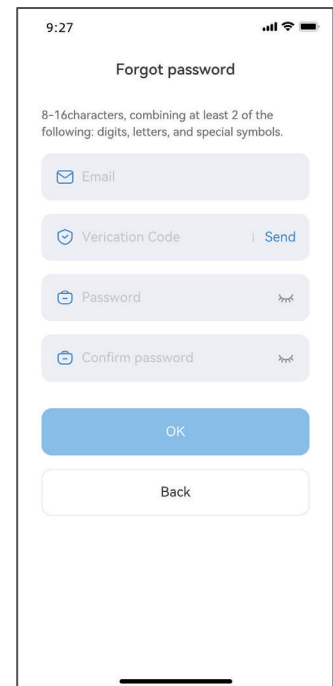 9:27
Forgot password
8-16characters, combining at least 2 of the
following: digits, letters, and special symbols.
Email
Verication Code | Send
Password
Confirm password
OK
Back